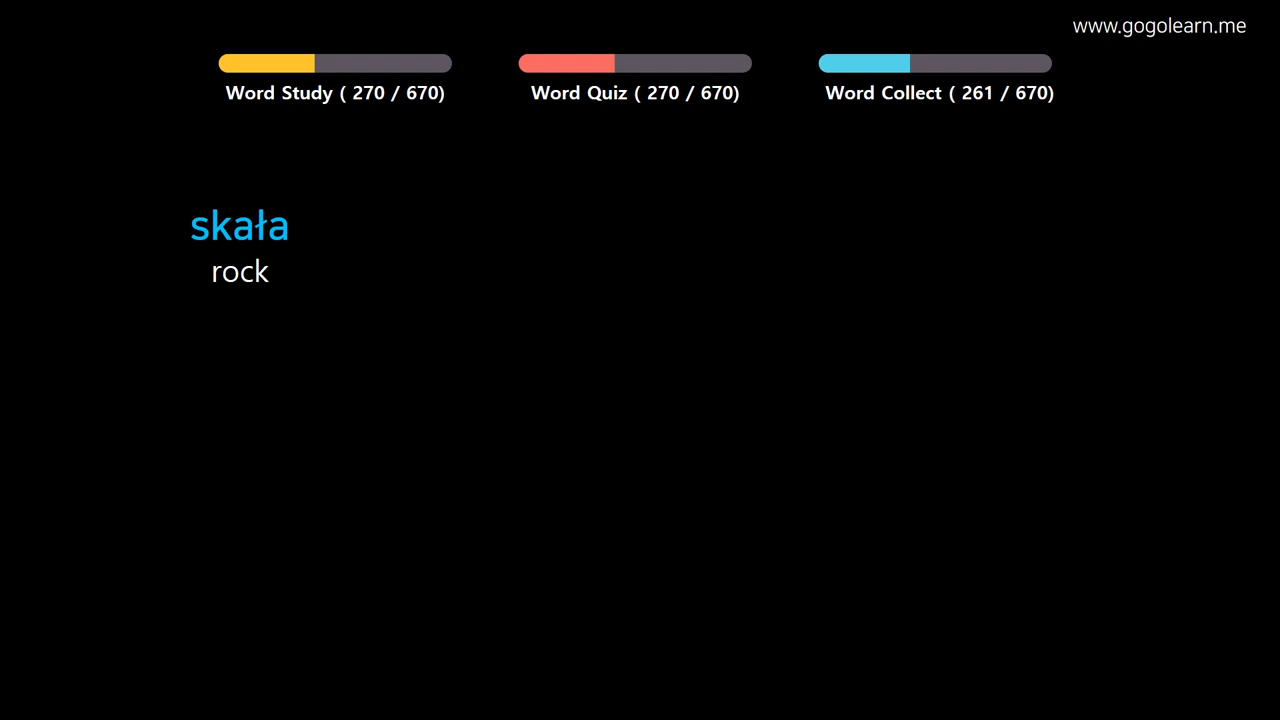 www.gogolearn.me
Word Study ( 270 / 670)
Word Quiz ( 270 / 670)
Word Collect ( 261 / 670)
skała
rock